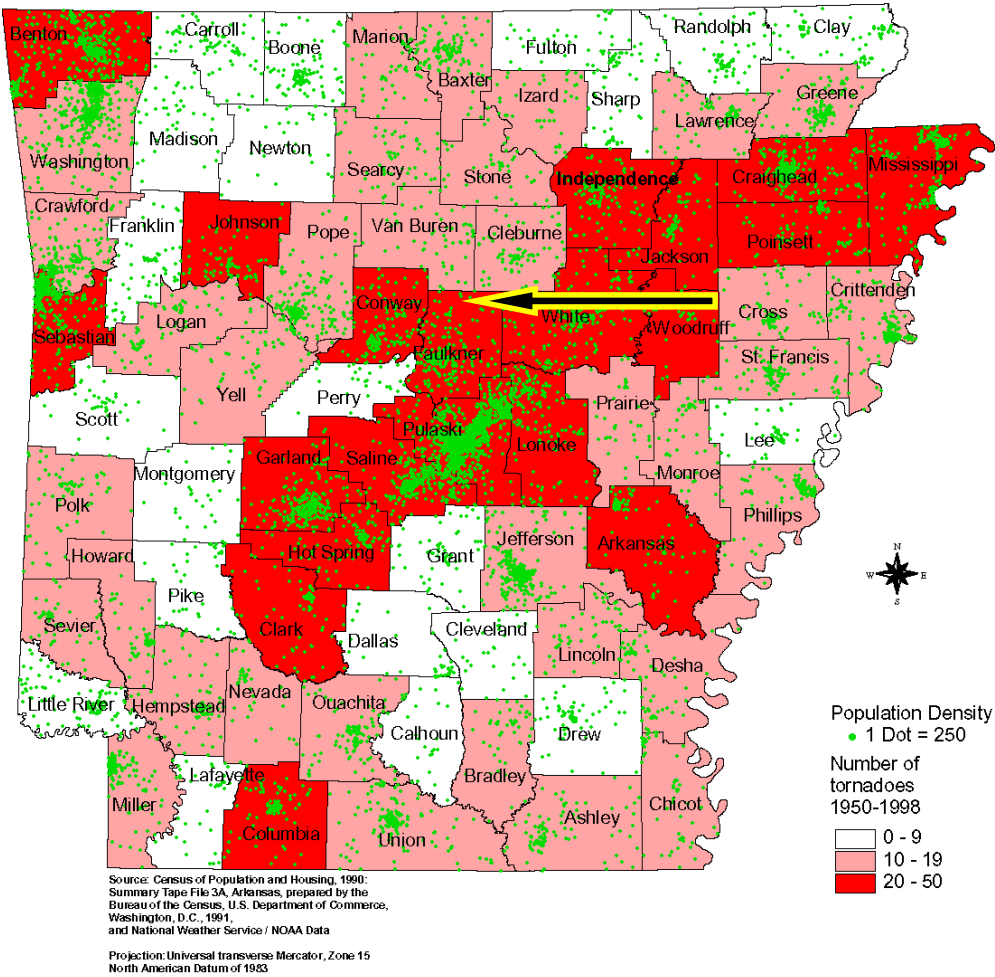 Benton
Carroll
Boone
Marion
Baxter
Fulton
Randolph
Clay
Izard
Sharp
Lawrence
Greene
Washington
Madison
Newton
Searcy
Stone
Independence
Craighead
Mississippi
Crawford
Franklin
Johnson
Pope
Van Buren
Cleburne
Jackson
Poinsett
Sebastian
Logan
Conway
Faulkner
White
Woodruff
Cross
Crittenden
St. Francis
Scott
Yell
Perry
Pulaski
Lonoke
Prairie
Lee
Monroe
Phillips
Polk
Montgomery
Garland
Saline
Hot Spring
Grant
Jefferson
Arkansas
Howard
Pike
Clark
Dallas
Cleveland
Lincoln
Desha
Sevier
Little River
Hempstead
Nevada
Ouachita
Calhoun
Drew
Bradley
Miller
Lafayette
Columbia
Union
Ashley
Chicot
N
W
E
S
Population Density
1 Dot = 250
Number of
tornadoes
1950-1998
0 - 9
10 - 19
20 - 50
Source: Census of Population and Housing, 1990:
Summary Tape File 3A, Arkansas, prepared by the
Bureau of the Census, U.S. Department of Commerce,
Washington, D.C., 1991,
and National Weather Service / NOAA Data
Projection: Universal transverse Mercator, Zone 15
North American Datum of 1983